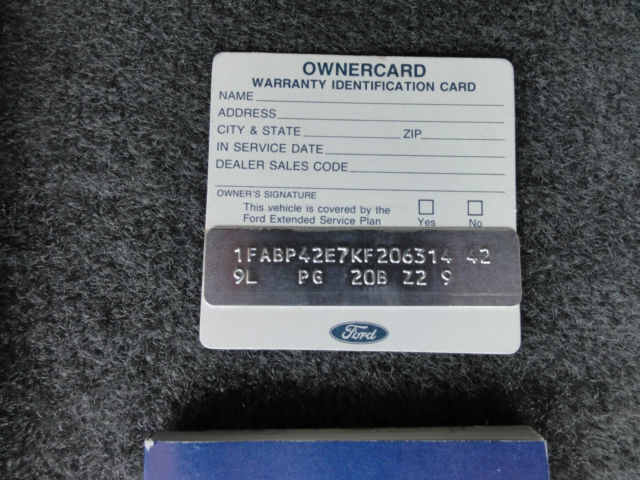 OWNERCARD
WARRANTY IDENTIFICATION CARD
NAME
ADDRESS
CITY & STATE ZIP
IN SERVICE DATE
DEALER SALES CODE
OWNER'S SIGNATURE
This vehicle is covered by the
Ford Extended Service Plan Yes No
1FABP42E7KF206314 42
9L PG 20B Z2 9
Ford